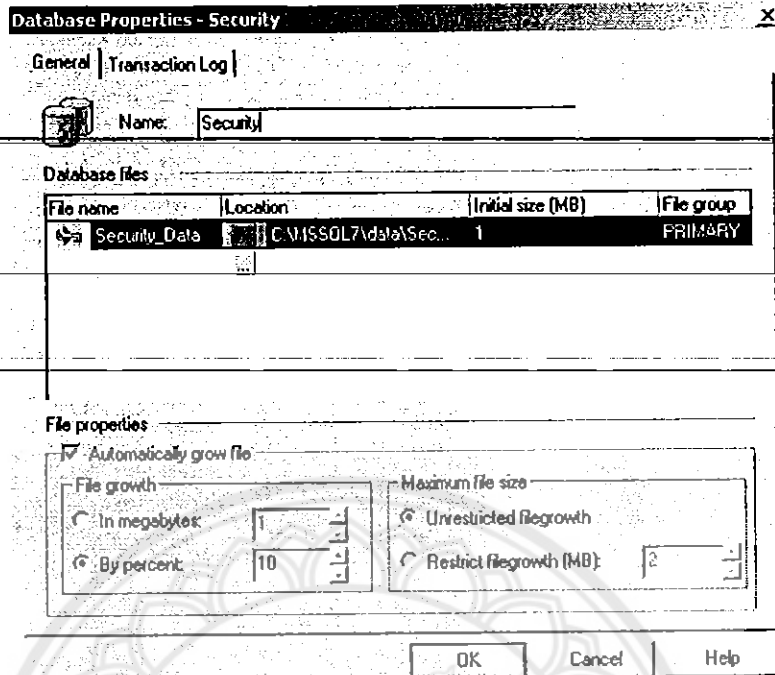 Database Properties - Security
General Transaction Log
Name: Security
Database files
File name Location Initial size (MB) File group
Security_Data C:\MSSQL7\data\Sec... 1 PRIMARY
...
File properties
Automatically grow file
File growth Maximum file size
In megabytes: 1 Unrestricted filegrowth
By percent: 10 Restrict filegrowth (MB): 2
OK Cancel Help